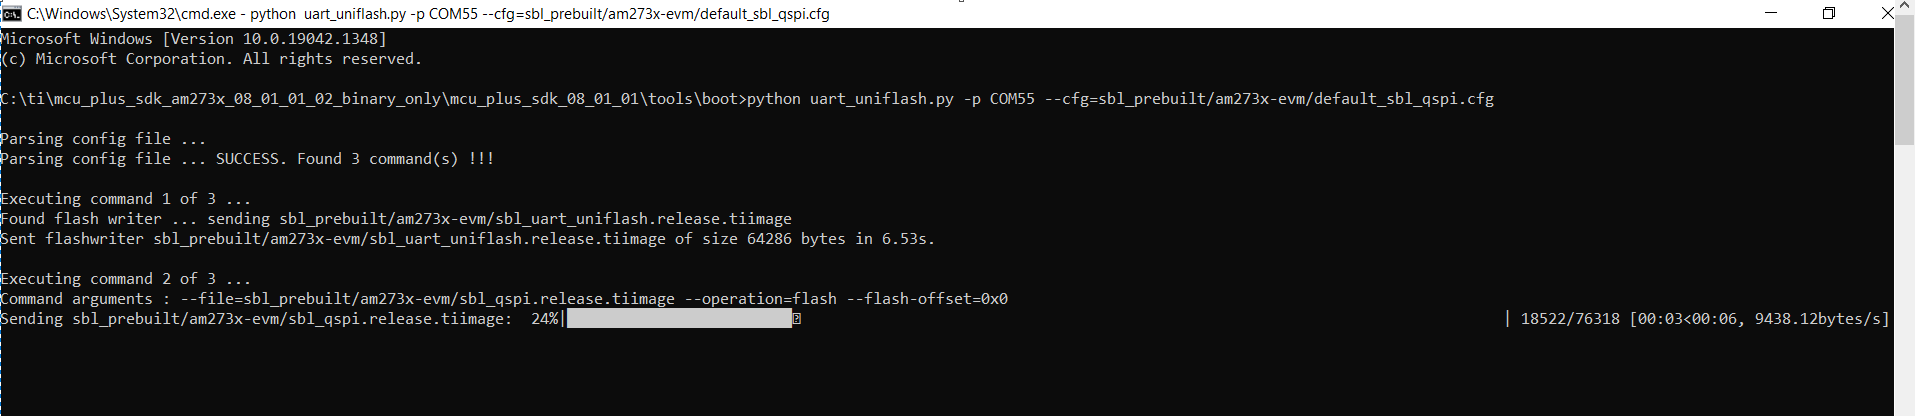 C:\Windows\System32\cmd.exe - python  uart_uniflash.py -p COM55 --cfg=sbl_prebuilt/am273x-evm/default_sbl_qspi.cfg
Microsoft Windows [Version 10.0.19042.1348]
(c) Microsoft Corporation. All rights reserved.
C:\ti\mcu_plus_sdk_am273x_08_01_01_02_binary_only\mcu_plus_sdk_08_01_01\tools\boot>python uart_uniflash.py -p COM55 --cfg=sbl_prebuilt/am273x-evm/default_sbl_qspi.cfg
Parsing config file ...
Parsing config file ... SUCCESS. Found 3 command(s) !!!
Executing command 1 of 3 ...
Found flash writer ... sending sbl_prebuilt/am273x-evm/sbl_uart_uniflash.release.tiimage
Sent flashwriter sbl_prebuilt/am273x-evm/sbl_uart_uniflash.release.tiimage of size 64286 bytes in 6.53s.
Executing command 2 of 3 ...
Command arguments : --file=sbl_prebuilt/am273x-evm/sbl_qspi.release.tiimage --operation=flash --flash-offset=0x0
Sending sbl_prebuilt/am273x-evm/sbl_qspi.release.tiimage:  24%| | 18522/76318 [00:03<00:06, 9438.12bytes/s]